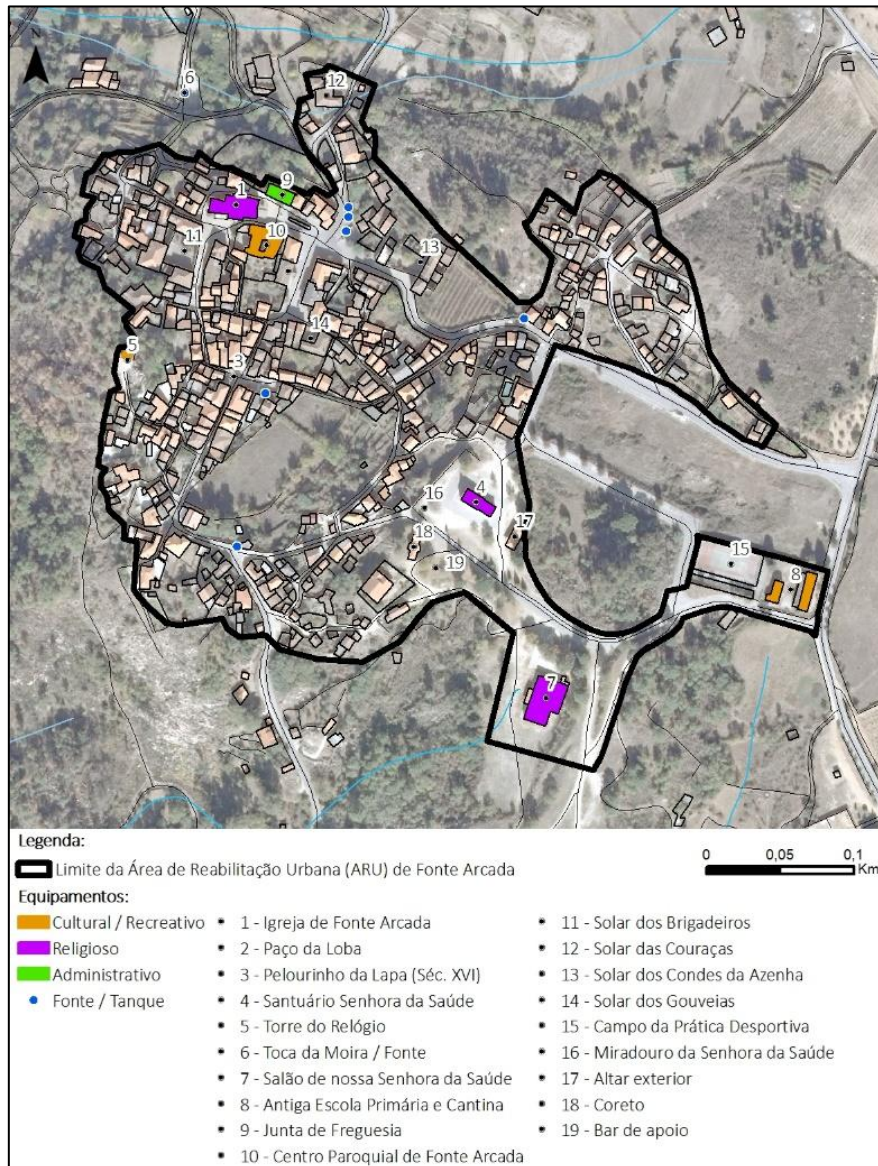 N
12
6
9
1
10
11
13
14
5
3
4
16
17
18
15
19
8
7
Legenda:
Limite da Área de Reabilitação Urbana (ARU) de Fonte Arcada
0 0,05 0,1
Km
Equipamentos:
Cultural / Recreativo
Religioso
Administrativo
Fonte / Tanque
1 - Igreja de Fonte Arcada
2 - Paço da Loba
3 - Pelourinho da Lapa (Séc. XVI)
4 - Santuário Senhora da Saúde
5 - Torre do Relógio
6 - Toca da Moira / Fonte
7 - Salão de nossa Senhora da Saúde
8 - Antiga Escola Primária e Cantina
9 - Junta de Freguesia
10 - Centro Paroquial de Fonte Arcada
11 - Solar dos Brigadeiros
12 - Solar das Couraças
13 - Solar dos Condes da Azenha
14 - Solar dos Gouveias
15 - Campo da Prática Desportiva
16 - Miradouro da Senhora da Saúde
17 - Altar exterior
18 - Coreto
19 - Bar de apoio